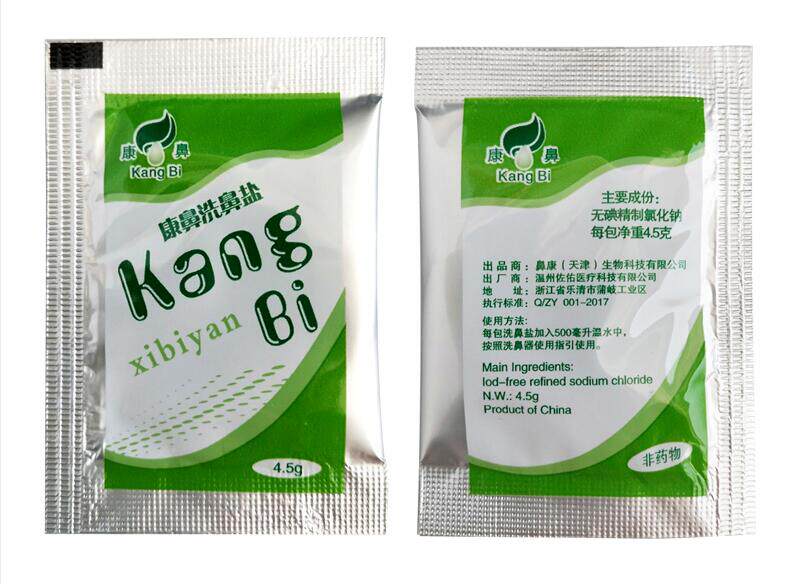 康 鼻
Kang Bi
康鼻洗鼻盐
Kang
Bi
xibiyan
4.5g
康 鼻
Kang Bi
主要成份：
无碘精制氯化钠
每包净重4.5克
出品商：鼻康（天津）生物科技有限公司
出厂商：温州佐佑医疗科技有限公司
地 址：浙江省乐清市蒲岐工业区
执行标准：Q/ZY 001-2017
使用方法：
每包洗鼻盐加入500毫升温水中，
按照洗鼻器使用指引使用。
Main Ingredients:
Iod-free refined sodium chloride
N.W.: 4.5g
Product of China
非药物